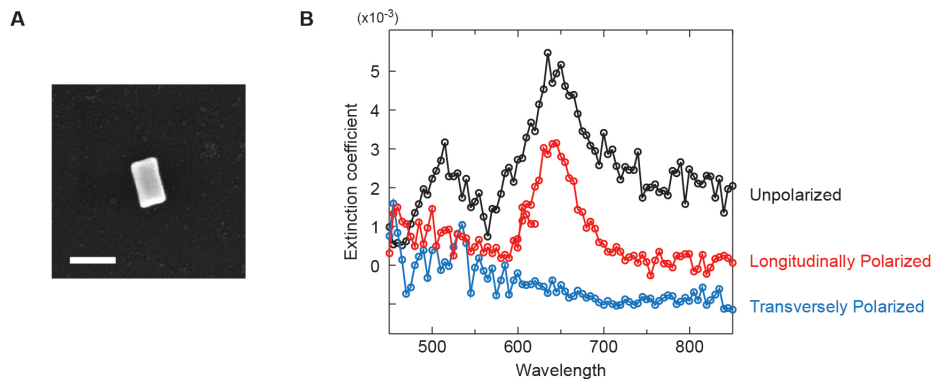 A
B
(x10⁻³)
5
4
3
2
1
0
Extinction coefficient
500
600
700
800
Wavelength
Unpolarized
Longitudinally Polarized
Transversely Polarized